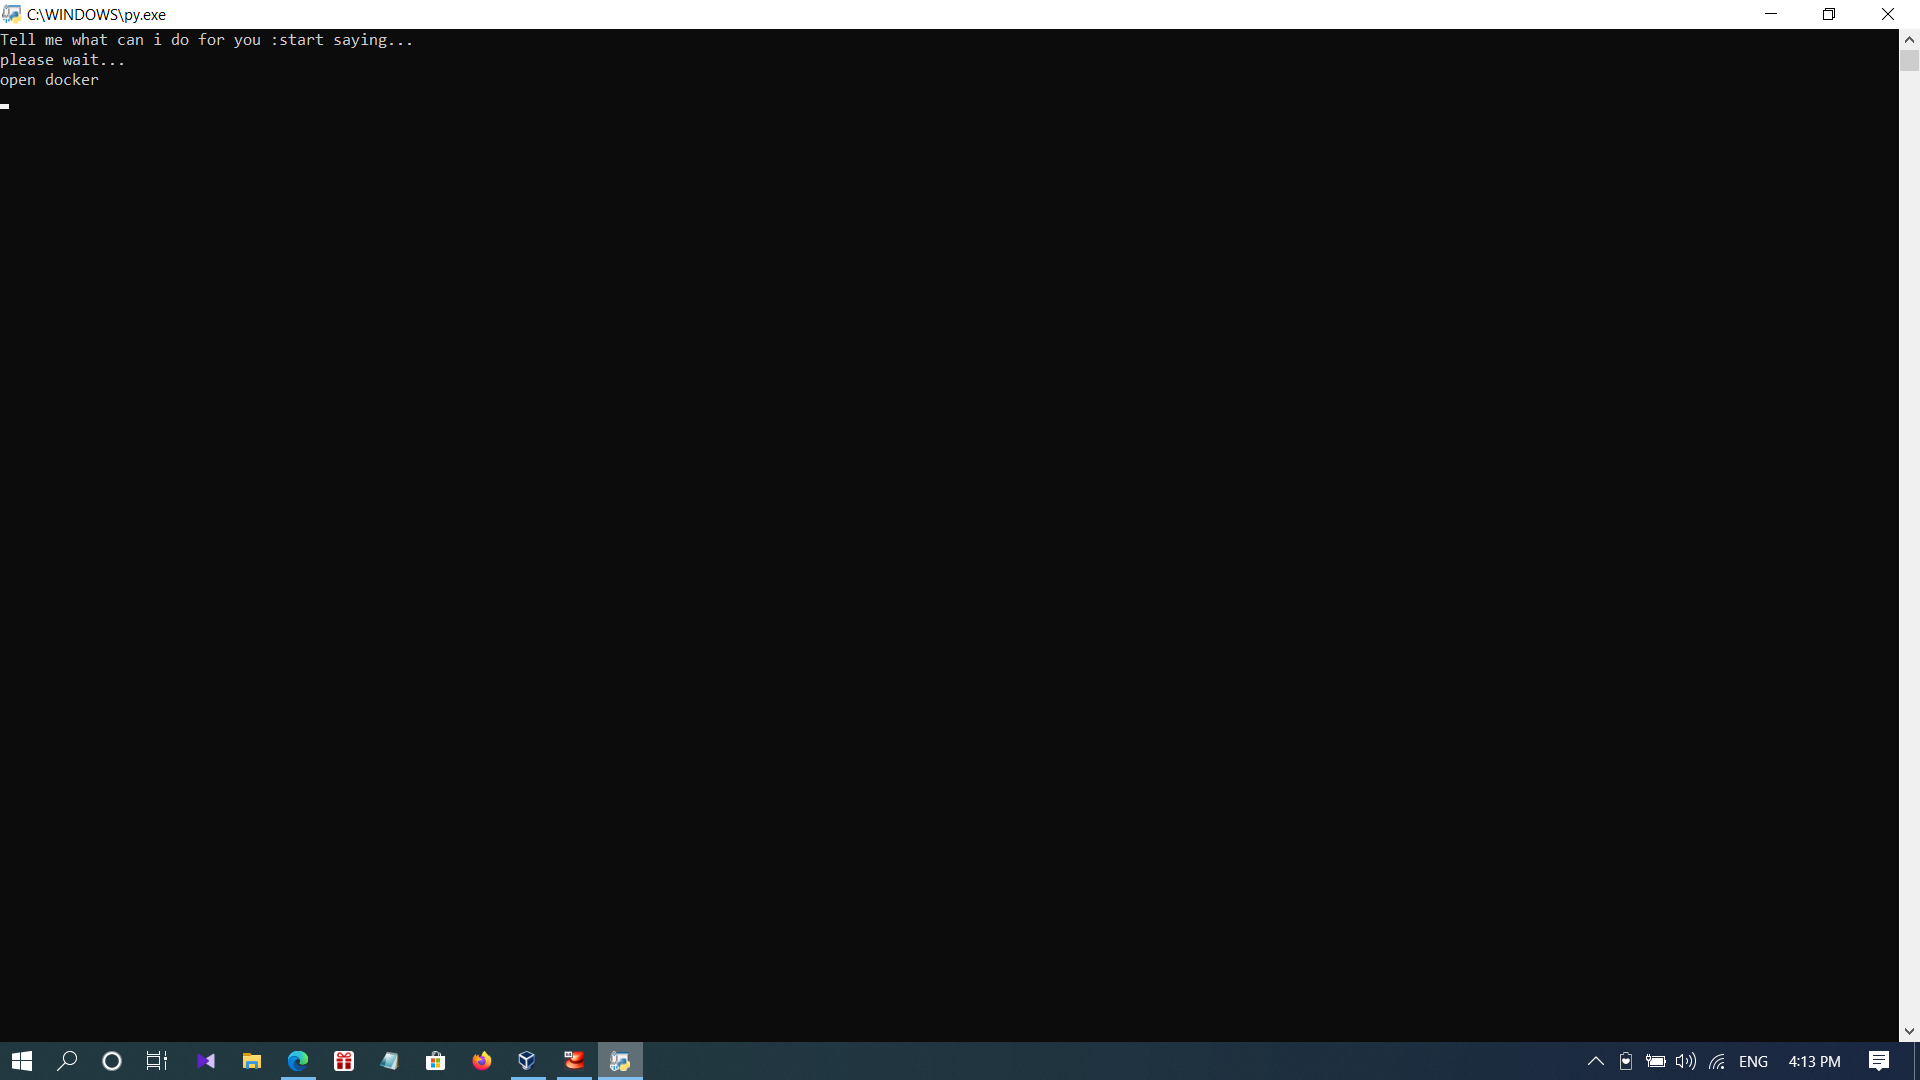 C:\WINDOWS\py.exe
Tell me what can i do for you :start saying...
please wait...
open docker
ENG
4:13 PM